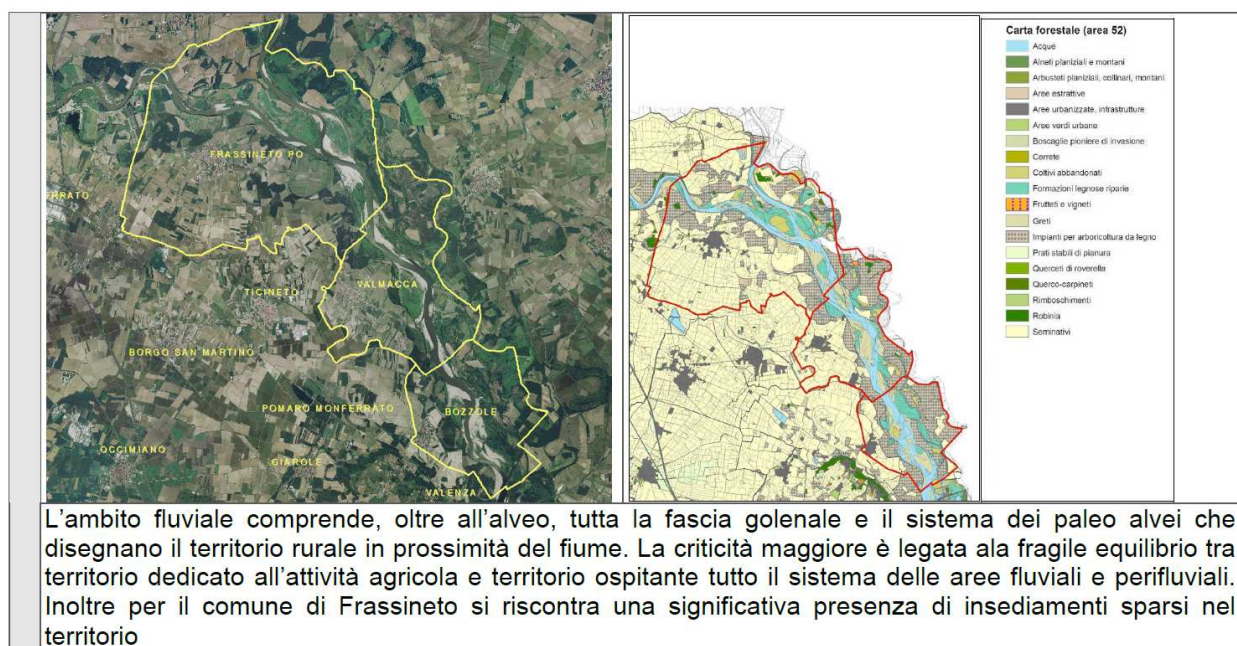 FRASSINETO PO
RRATO
VALMACCA
TICINETO
BORGO SAN MARTINO
POMARO MONFERRATO
BOZZOLE
OCCIMIANO
GIAROLE
VALENZA
Carta forestale (area 52)
Acque
Alneti planiziali e montani
Arbusteti planiziali, collinari, montani
Aree estrattive
Aree urbanizzate, infrastrutture
Aree verdi urbane
Boscaglie pioniere di invasione
Cerrete
Coltivi abbandonati
Formazioni legnose riparie
Frutteti e vigneti
Greti
Impianti per arboricoltura da legno
Prati stabili di pianura
Querceti di roverella
Querco-carpineti
Rimboschimenti
Robinia
Seminativi
L'ambito fluviale comprende, oltre all'alveo, tutta la fascia golenale e il sistema dei paleo alvei che
disegnano il territorio rurale in prossimità del fiume. La criticità maggiore è legata ala fragile equilibrio tra
territorio dedicato all'attività agricola e territorio ospitante tutto il sistema delle aree fluviali e perifluviali.
Inoltre per il comune di Frassineto si riscontra una significativa presenza di insediamenti sparsi nel
territorio